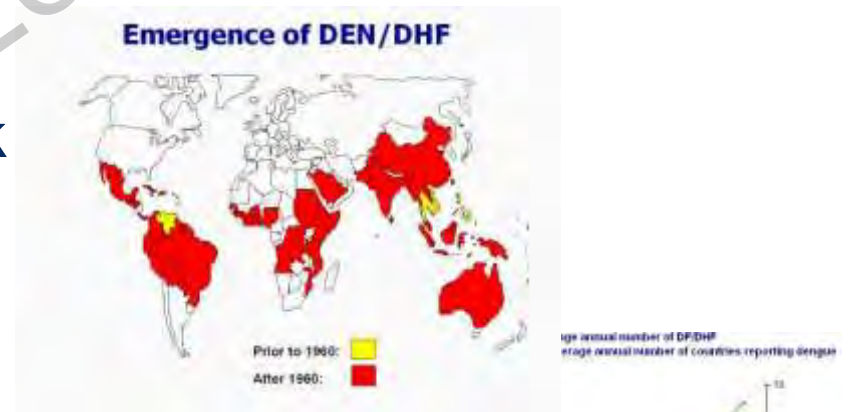 Emergence of DEN/DHF
Prior to 1960:
After 1960:
ge annual number of DF/DHF
erage annual number of countries reporting dengue